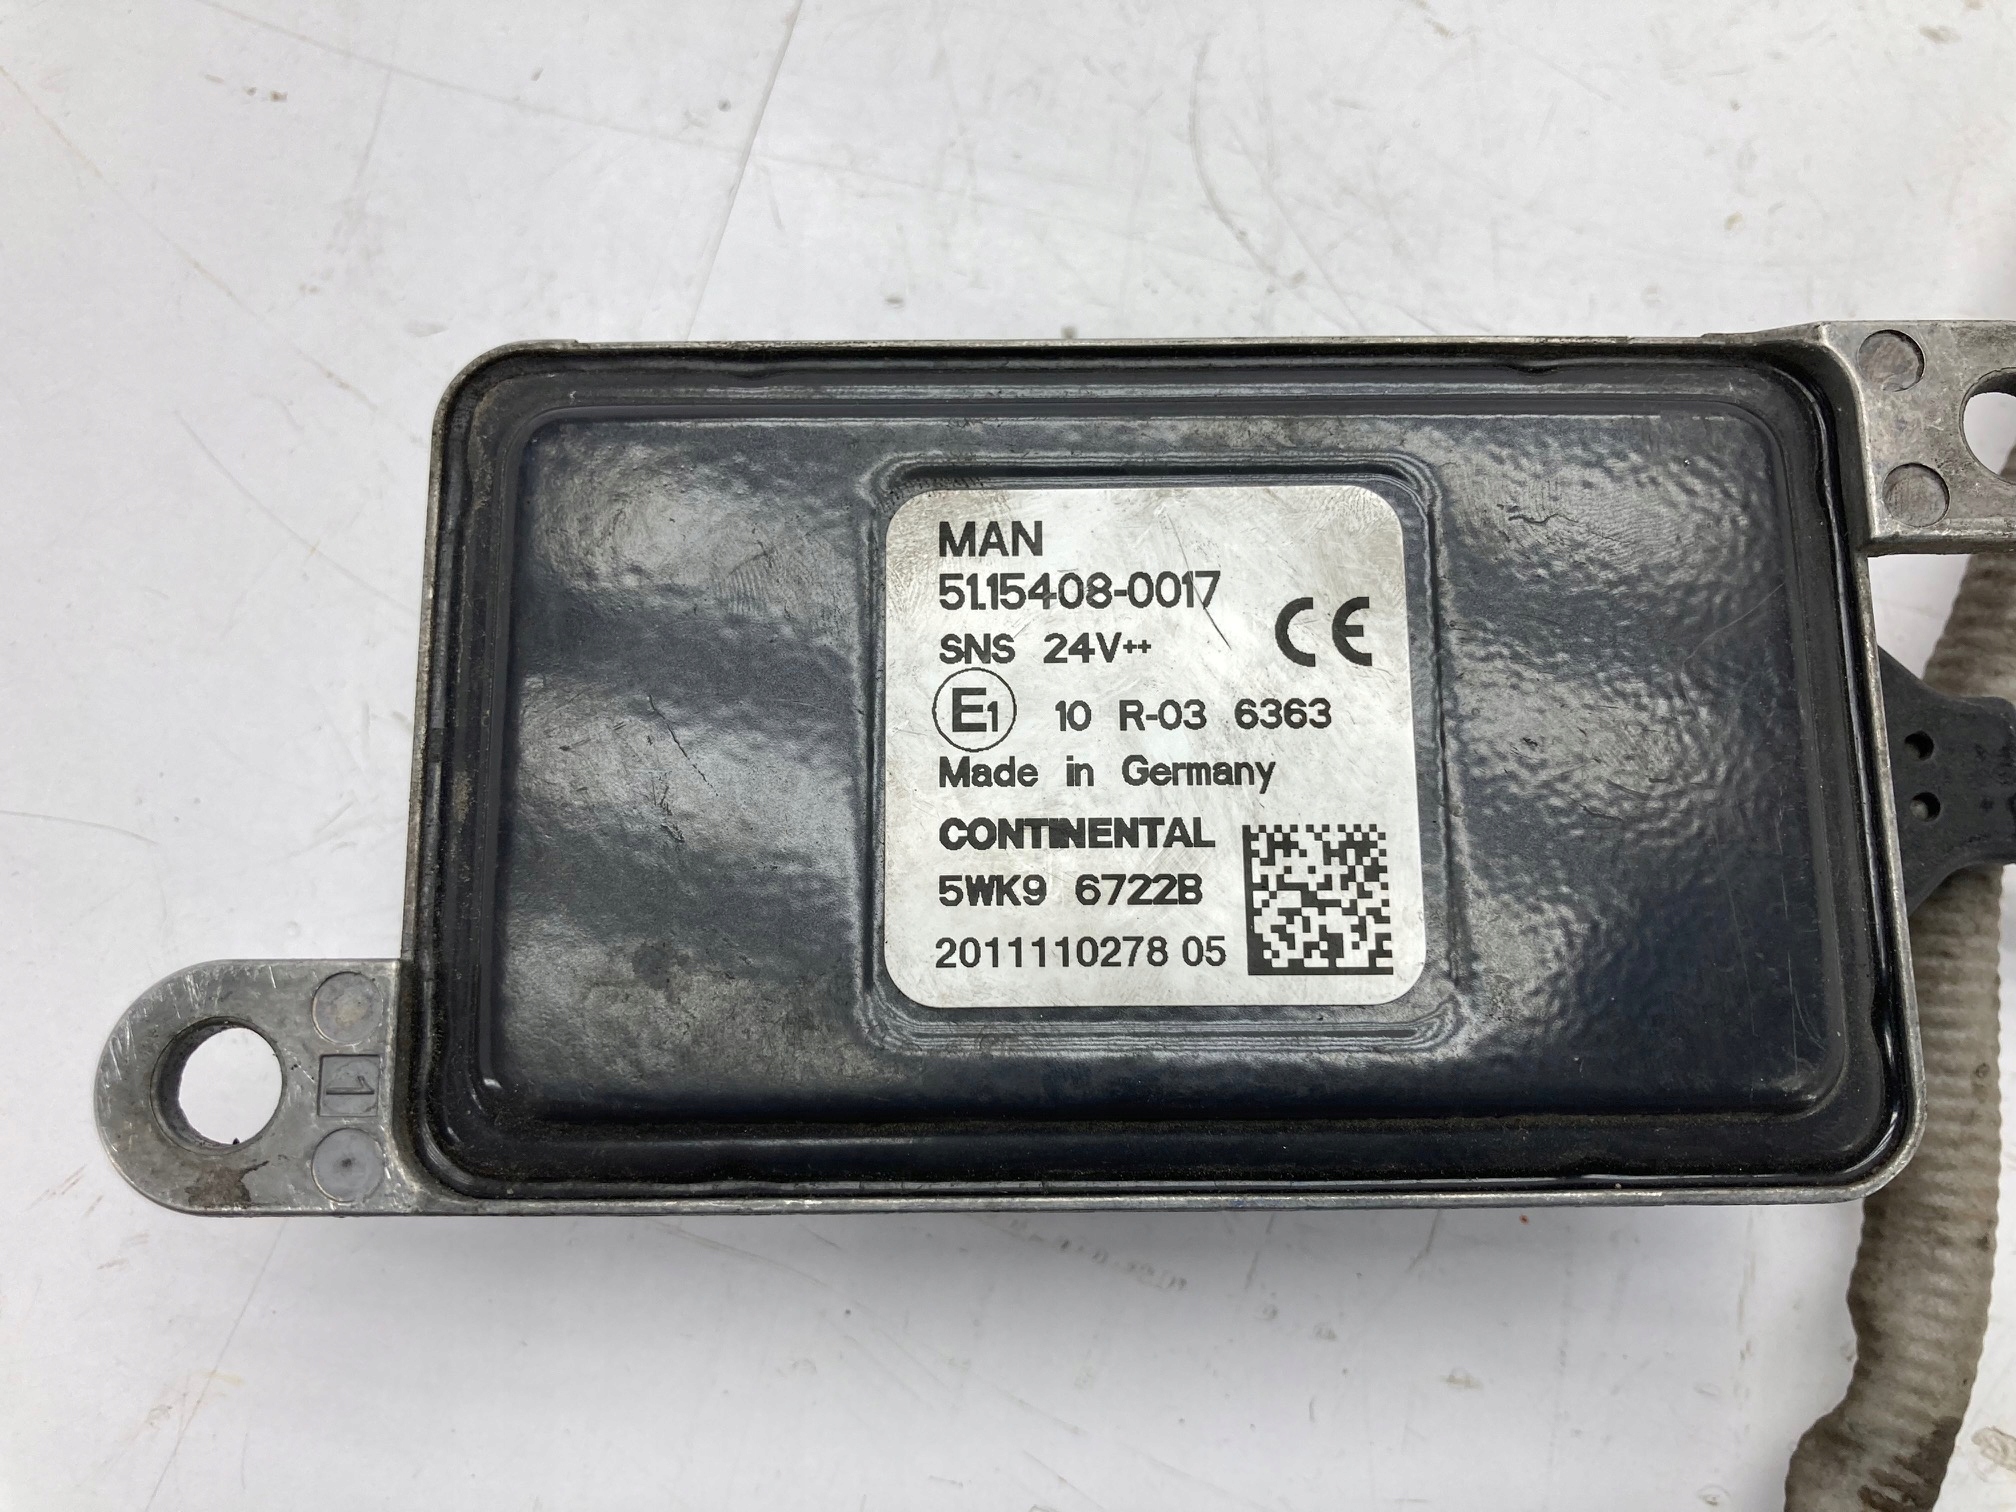 MAN
51.15408-0017
SNS 24V++
CE
E1 10 R-03 6363
Made in Germany
CONTINENTAL
5WK9 6722B
2011110278 05
1